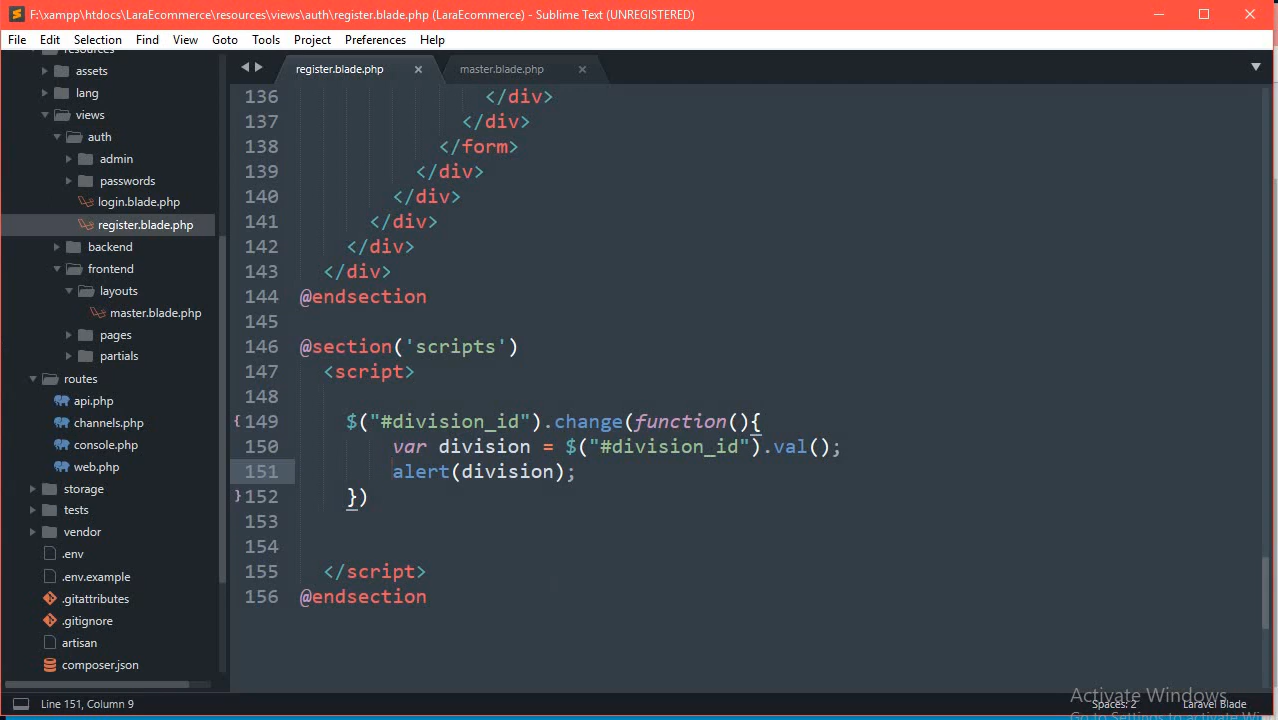 F:\xampp\htdocs\LaraEcommerce\resources\views\auth\register.blade.php (LaraEcommerce) - Sublime Text (UNREGISTERED)
File Edit Selection Find View Goto Tools Project Preferences Help
resources
assets
lang
views
auth
admin
passwords
login.blade.php
register.blade.php
backend
frontend
layouts
master.blade.php
pages
partials
routes
api.php
channels.php
console.php
web.php
storage
tests
vendor
.env
.env.example
.gitattributes
.gitignore
artisan
composer.json
register.blade.php × master.blade.php ×
136 </div>
137 </div>
138 </form>
139 </div>
140 </div>
141 </div>
142 </div>
143 </div>
144 @endsection
145
146 @section('scripts')
147 <script>
148
149 $("#division_id").change(function(){
150 var division = $("#division_id").val();
151 alert(division);
152 })
153
154
155 </script>
156 @endsection
Activate Windows
Go to Settings to activate
Line 151, Column 9 Spaces: 2 Laravel Blade